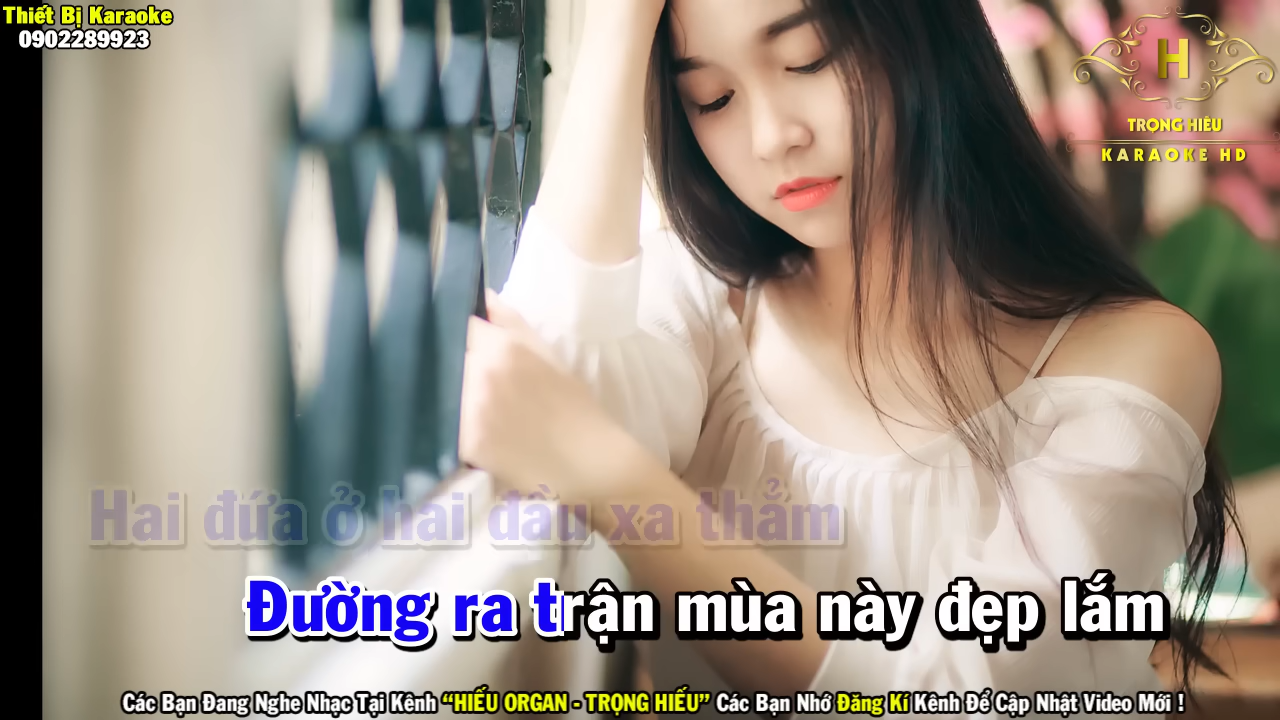 Thiết Bị Karaoke
0902289923
H
TRỌNG HIẾU
KARAOKE HD
Hai đứa ở hai đầu xa thẳm
Đường ra trận mùa này đẹp lắm
Các Bạn Đang Nghe Nhạc Tại Kênh “HIẾU ORGAN - TRỌNG HIẾU” Các Bạn Nhớ Đăng Kí Kênh Để Cập Nhật Video Mới !